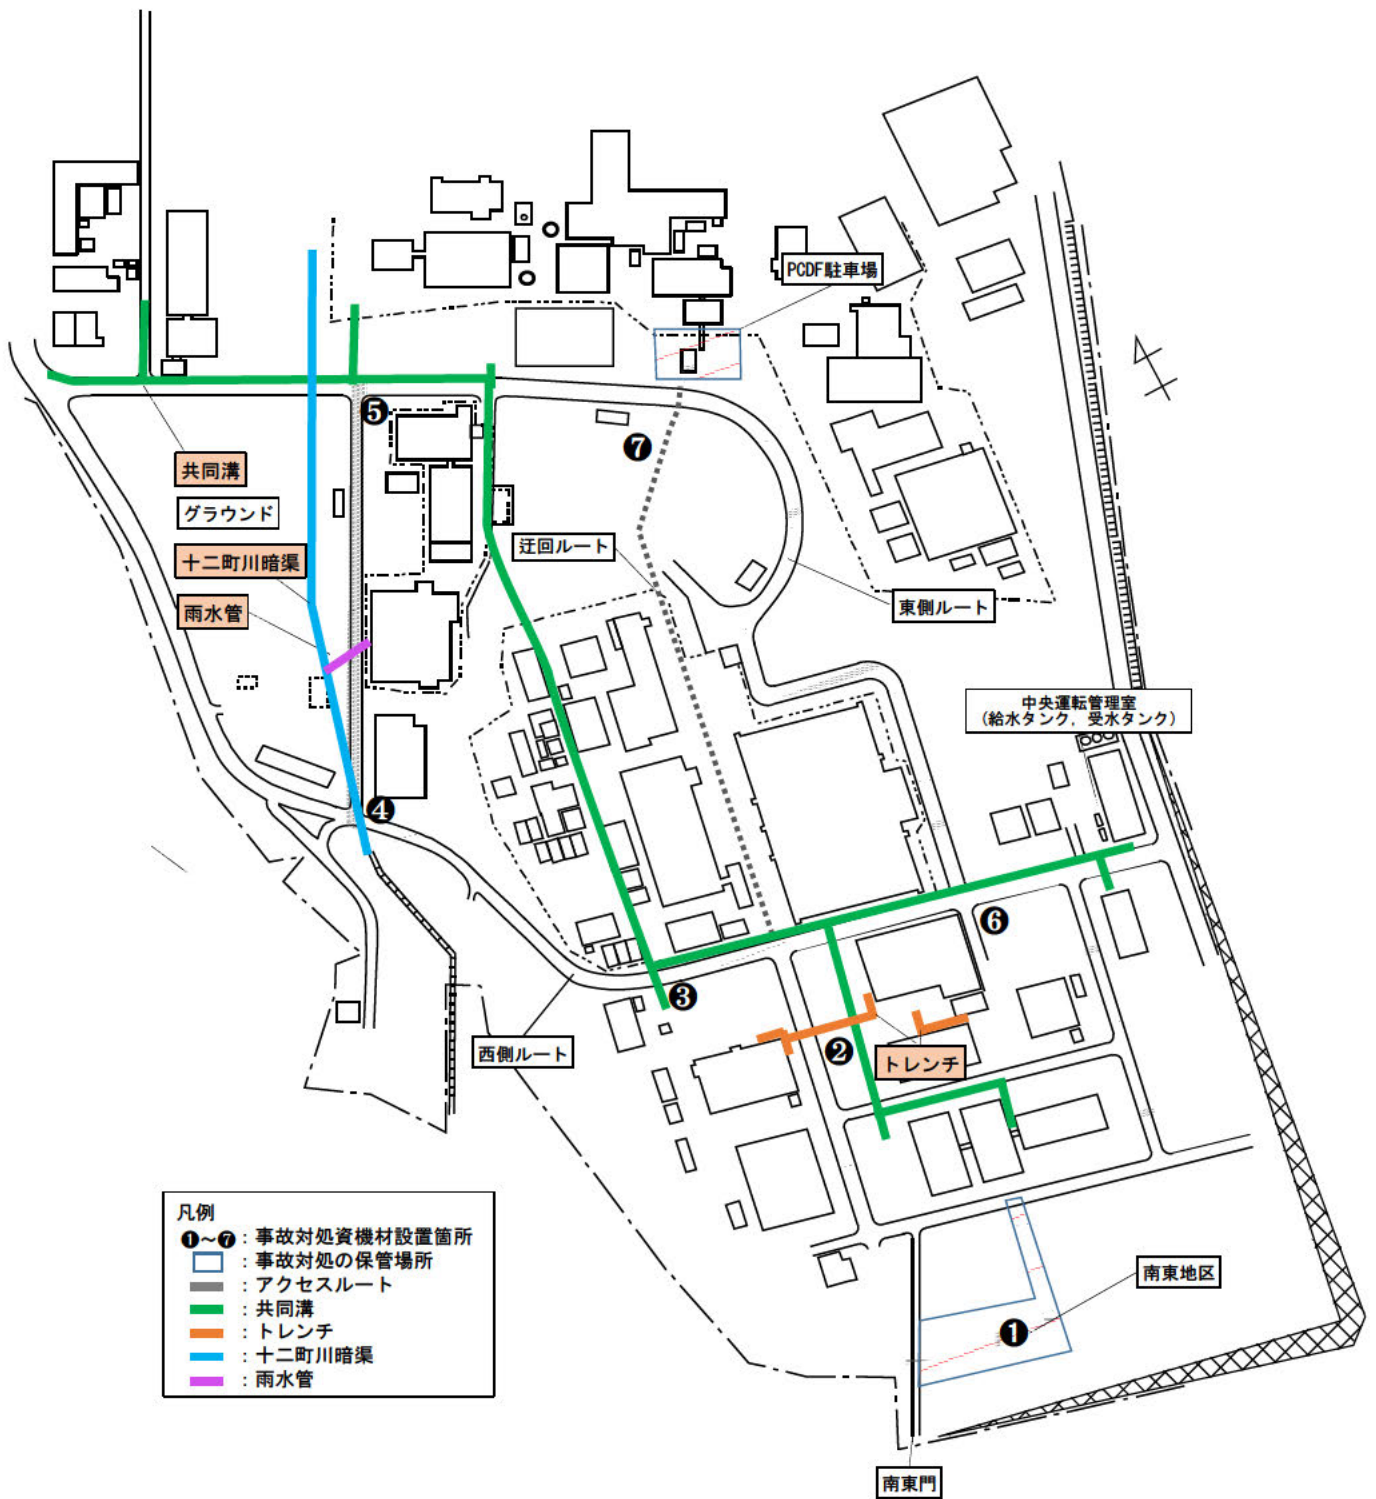 PCDF駐車場
❺
❼
共同溝
グラウンド
迂回ルート
十二町川暗渠
雨水管
東側ルート
中央運転管理室
(給水タンク, 受水タンク)
❹
❻
❸
西側ルート
❷
トレンチ
凡例
❶～❼：事故対処資機材設置箇所
：事故対処の保管場所
：アクセスルート
：共同溝
：トレンチ
：十二町川暗渠
：雨水管
南東地区
❶
南東門